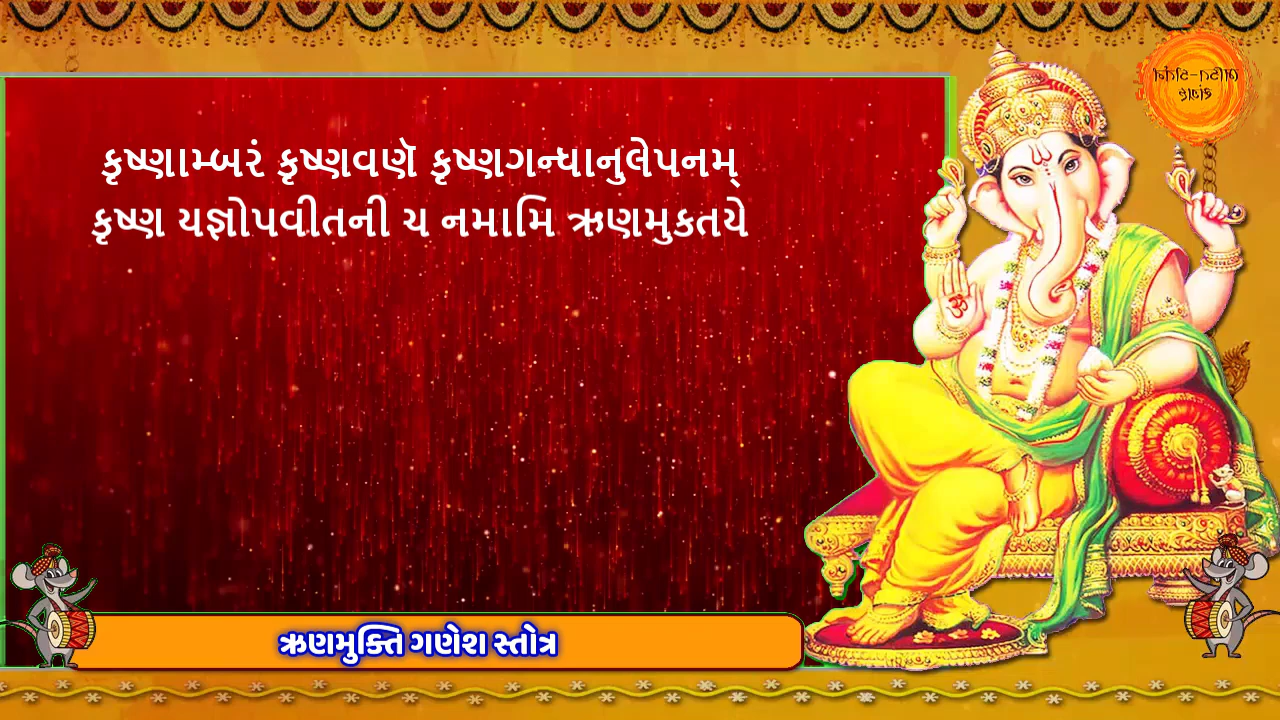 કૃષ્ણામ્બરં કૃષ્ણવર્ણૅ કૃષ્ણગન્ધાનુલેપનમ્
કૃષ્ણ યજ્ઞોપવીતની ચ નમામિ ઋણમુકતયે
ૐ
ઋણમુક્તિ ગણેશ સ્તોત્ર